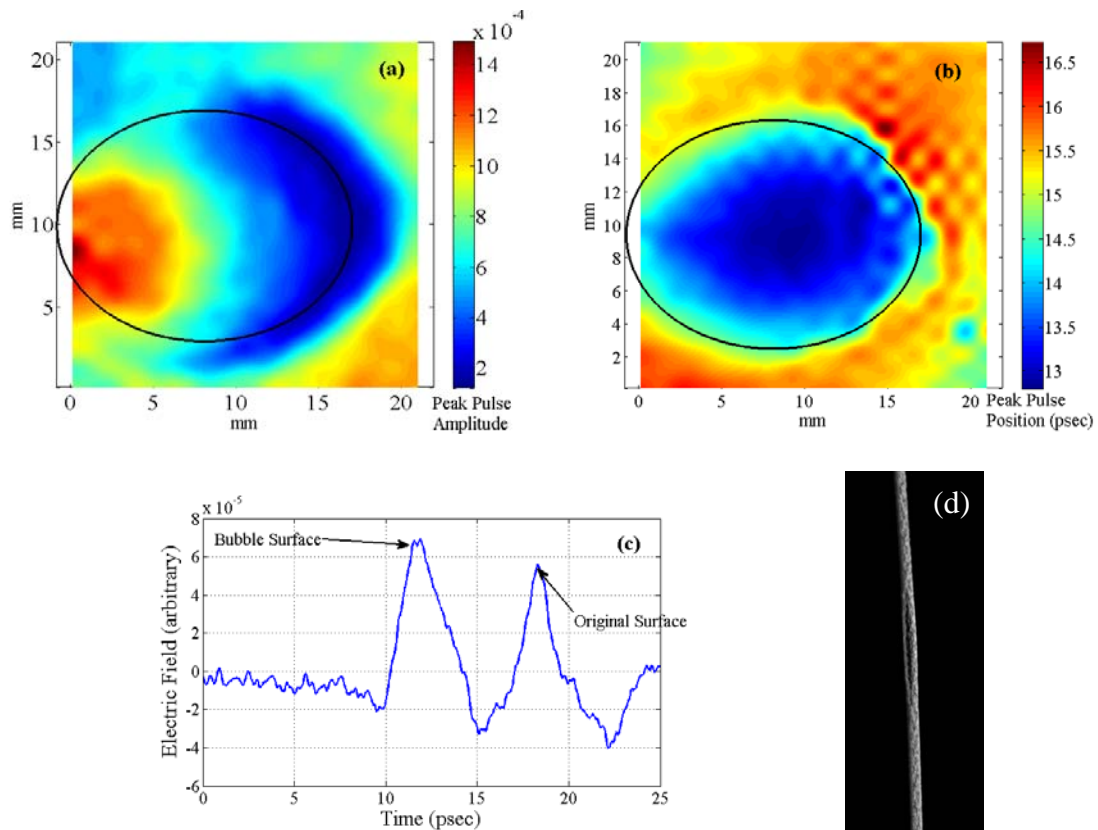 x 10^-4
(a)
20
15
10
5
mm
0
5
10
15
20
mm
14
12
10
8
6
4
2
Peak Pulse
Amplitude
(b)
20
18
16
14
12
10
8
6
4
2
mm
0
5
10
15
20
mm
16.5
16
15.5
15
14.5
14
13.5
13
Peak Pulse
Position (psec)
x 10^-5
(c)
8
6
4
2
0
-2
-4
-6
Electric Field (arbitrary)
Bubble Surface
Original Surface
0
5
10
15
20
25
Time (psec)
(d)